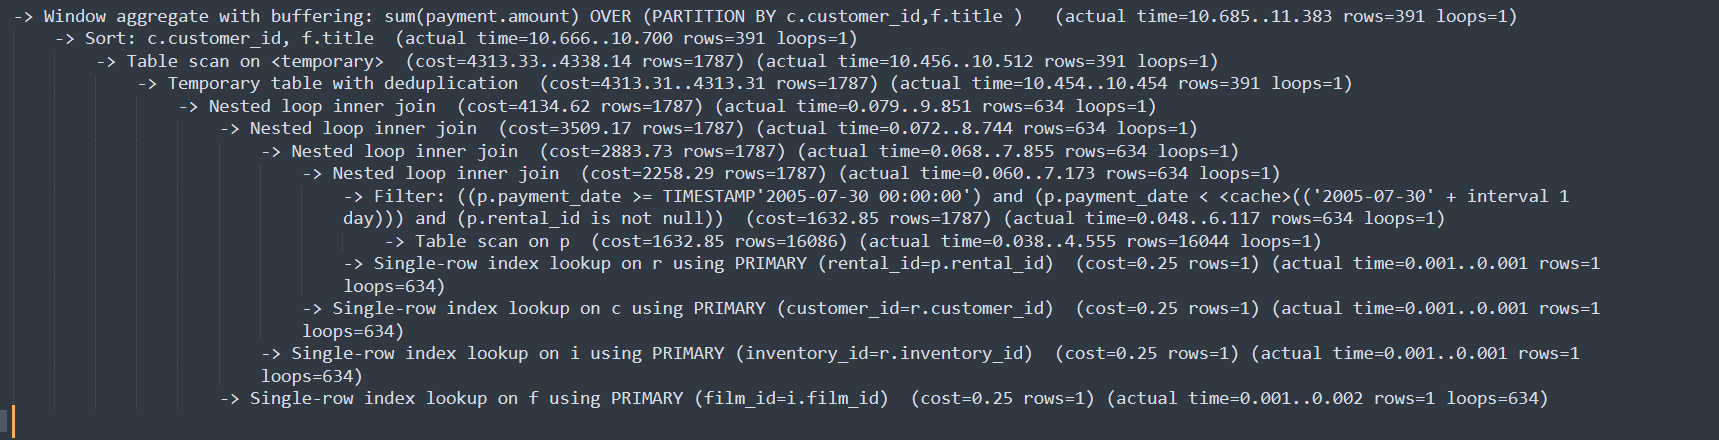 -> Window aggregate with buffering: sum(payment.amount) OVER (PARTITION BY c.customer_id,f.title )   (actual time=10.685..11.383 rows=391 loops=1)
-> Sort: c.customer_id, f.title  (actual time=10.666..10.700 rows=391 loops=1)
-> Table scan on <temporary>  (cost=4313.33..4338.14 rows=1787) (actual time=10.456..10.512 rows=391 loops=1)
-> Temporary table with deduplication  (cost=4313.31..4313.31 rows=1787) (actual time=10.454..10.454 rows=391 loops=1)
-> Nested loop inner join  (cost=4134.62 rows=1787) (actual time=0.079..9.851 rows=634 loops=1)
-> Nested loop inner join  (cost=3509.17 rows=1787) (actual time=0.072..8.744 rows=634 loops=1)
-> Nested loop inner join  (cost=2883.73 rows=1787) (actual time=0.068..7.855 rows=634 loops=1)
-> Nested loop inner join  (cost=2258.29 rows=1787) (actual time=0.060..7.173 rows=634 loops=1)
-> Filter: ((p.payment_date >= TIMESTAMP'2005-07-30 00:00:00') and (p.payment_date < <cache>(('2005-07-30' + interval 1
day))) and (p.rental_id is not null))  (cost=1632.85 rows=1787) (actual time=0.048..6.117 rows=634 loops=1)
-> Table scan on p  (cost=1632.85 rows=16086) (actual time=0.038..4.555 rows=16044 loops=1)
-> Single-row index lookup on r using PRIMARY (rental_id=p.rental_id)  (cost=0.25 rows=1) (actual time=0.001..0.001 rows=1
loops=634)
-> Single-row index lookup on c using PRIMARY (customer_id=r.customer_id)  (cost=0.25 rows=1) (actual time=0.001..0.001 rows=1
loops=634)
-> Single-row index lookup on i using PRIMARY (inventory_id=r.inventory_id)  (cost=0.25 rows=1) (actual time=0.001..0.001 rows=1
loops=634)
-> Single-row index lookup on f using PRIMARY (film_id=i.film_id)  (cost=0.25 rows=1) (actual time=0.001..0.002 rows=1 loops=634)